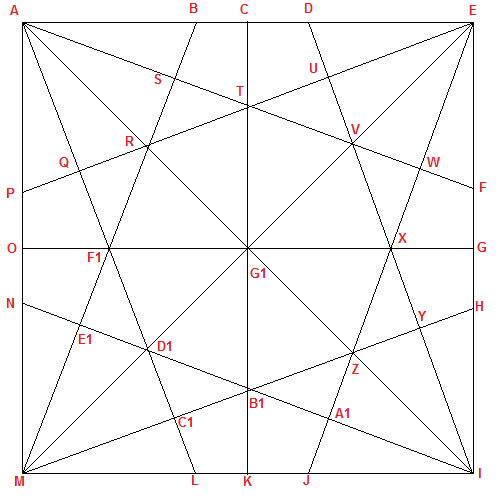 A B C D E
S T U
R V
Q W
P F
O F1 X G
G1
N H
E1 D1 Y
Z
C1 B1 A1
M L K J I